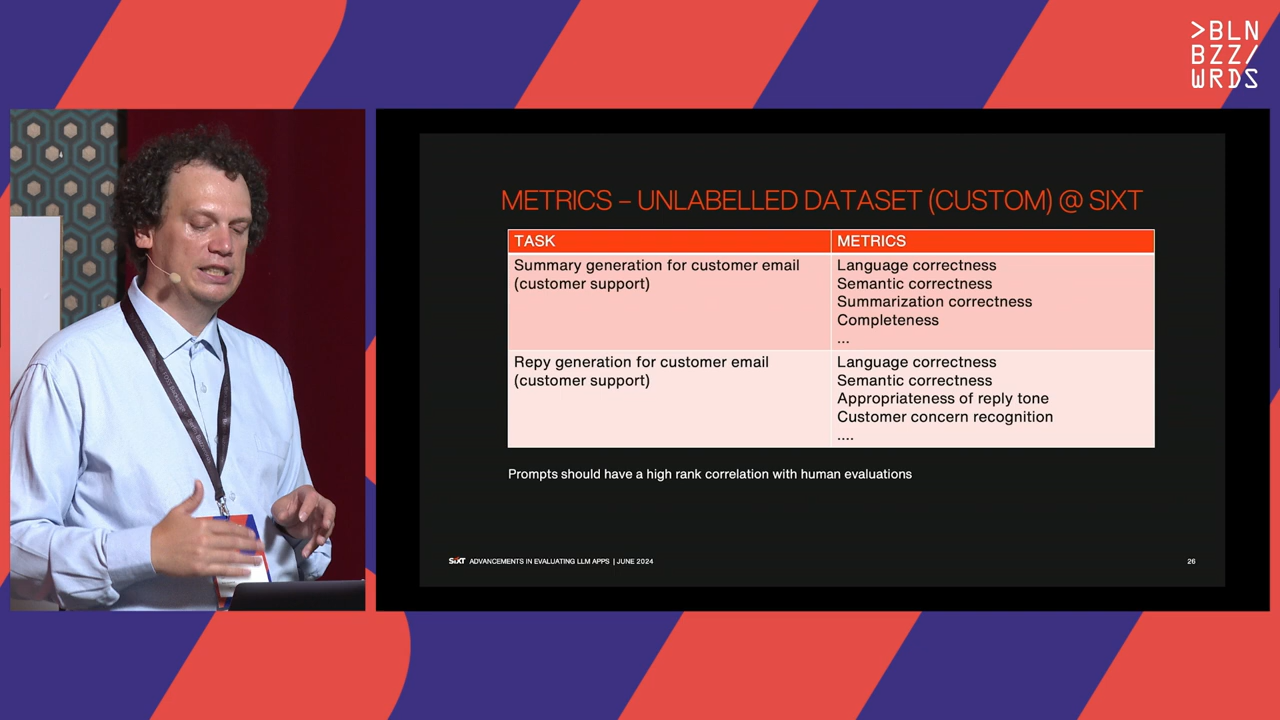 >BLN
BZZ/
WRDS
METRICS – UNLABELLED DATASET (CUSTOM) @ SIXT
TASK
METRICS
Summary generation for customer email
(customer support)
Language correctness
Semantic correctness
Summarization correctness
Completeness
...
Repy generation for customer email
(customer support)
Language correctness
Semantic correctness
Appropriateness of reply tone
Customer concern recognition
....
Prompts should have a high rank correlation with human evaluations
SIXT ADVANCEMENTS IN EVALUATING LLM APPS | JUNE 2024
26